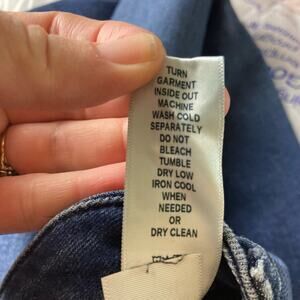 TURN
GARMENT
INSIDE OUT
MACHINE
WASH COLD
SEPARATELY
DO NOT
BLEACH
TUMBLE
DRY LOW
IRON COOL
WHEN
NEEDED
OR
DRY CLEAN